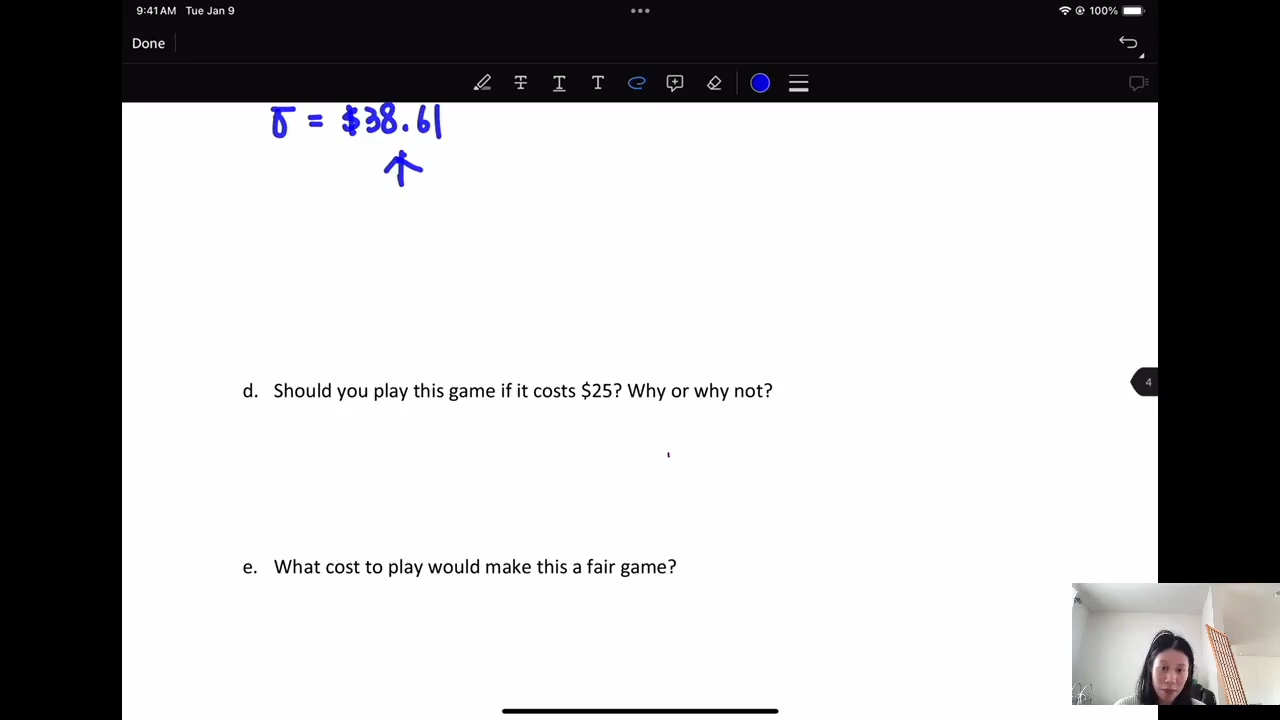 9:41 AM Tue Jan 9
100%
Done
σ = $38.61
d. Should you play this game if it costs $25? Why or why not?
4
e. What cost to play would make this a fair game?